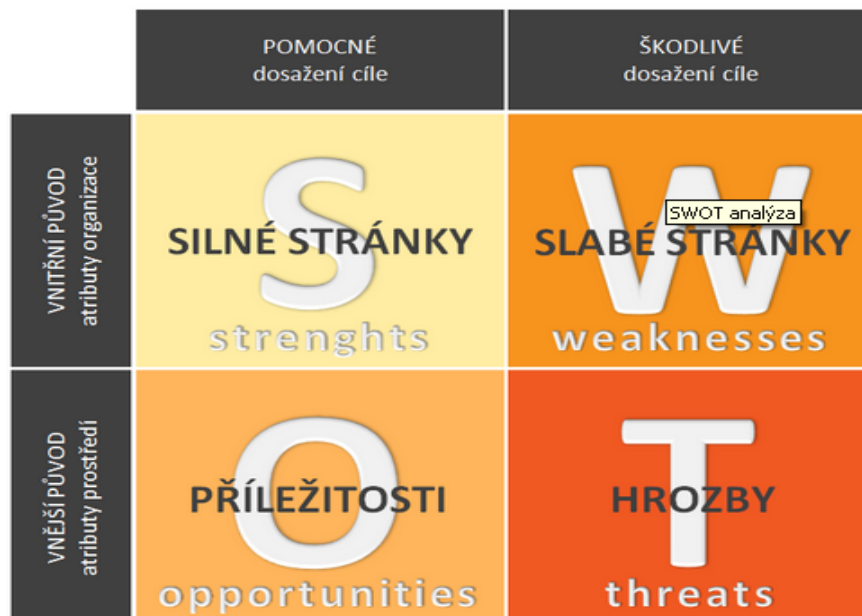 POMOCNÉ
dosažení cíle
ŠKODLIVÉ
dosažení cíle
VNITŘNÍ PŮVOD
atributy organizace
S
SILNÉ STRÁNKY
strenghts
W
SWOT analýza
SLABÉ STRÁNKY
weaknesses
VNĚJŠÍ PŮVOD
atributy prostředí
O
PŘÍLEŽITOSTI
opportunities
T
HROZBY
threats